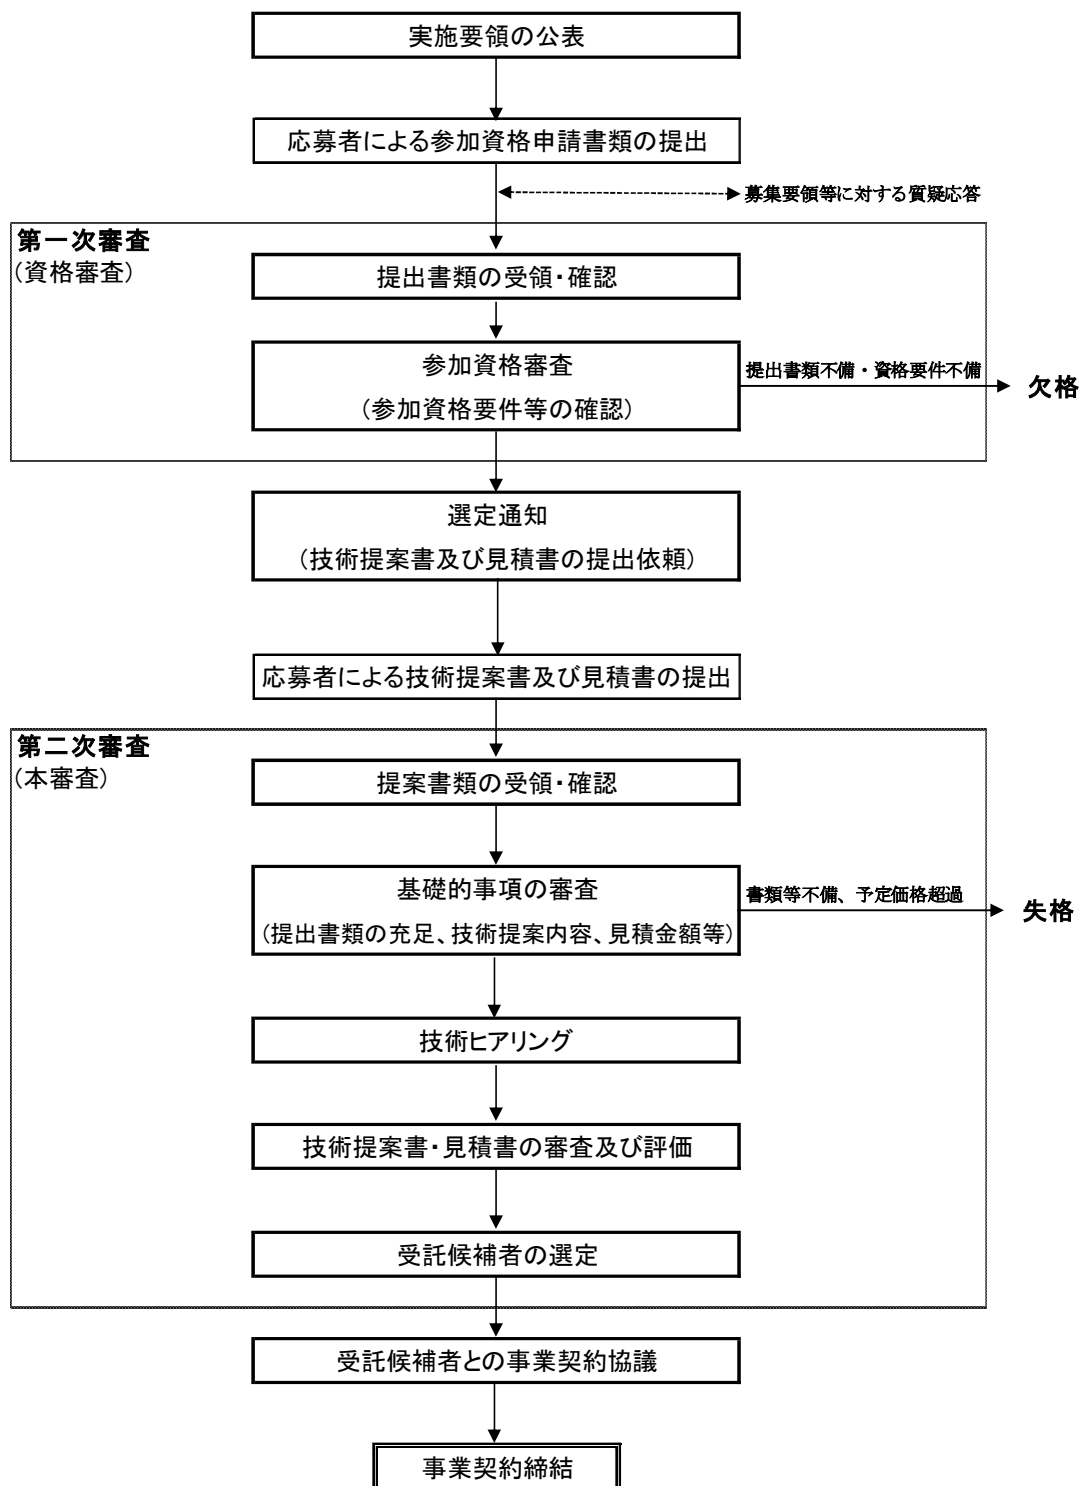 実施要領の公表
応募者による参加資格申請書類の提出
募集要領等に対する質疑応答
第一次審査
(資格審査)
提出書類の受領・確認
参加資格審査
(参加資格要件等の確認)
提出書類不備・資格要件不備
欠格
選定通知
(技術提案書及び見積書の提出依頼)
応募者による技術提案書及び見積書の提出
第二次審査
(本審査)
提案書類の受領・確認
基礎的事項の審査
(提出書類の充足、技術提案内容、見積金額等)
書類等不備、予定価格超過
失格
技術ヒアリング
技術提案書・見積書の審査及び評価
受託候補者の選定
受託候補者との事業契約協議
事業契約締結